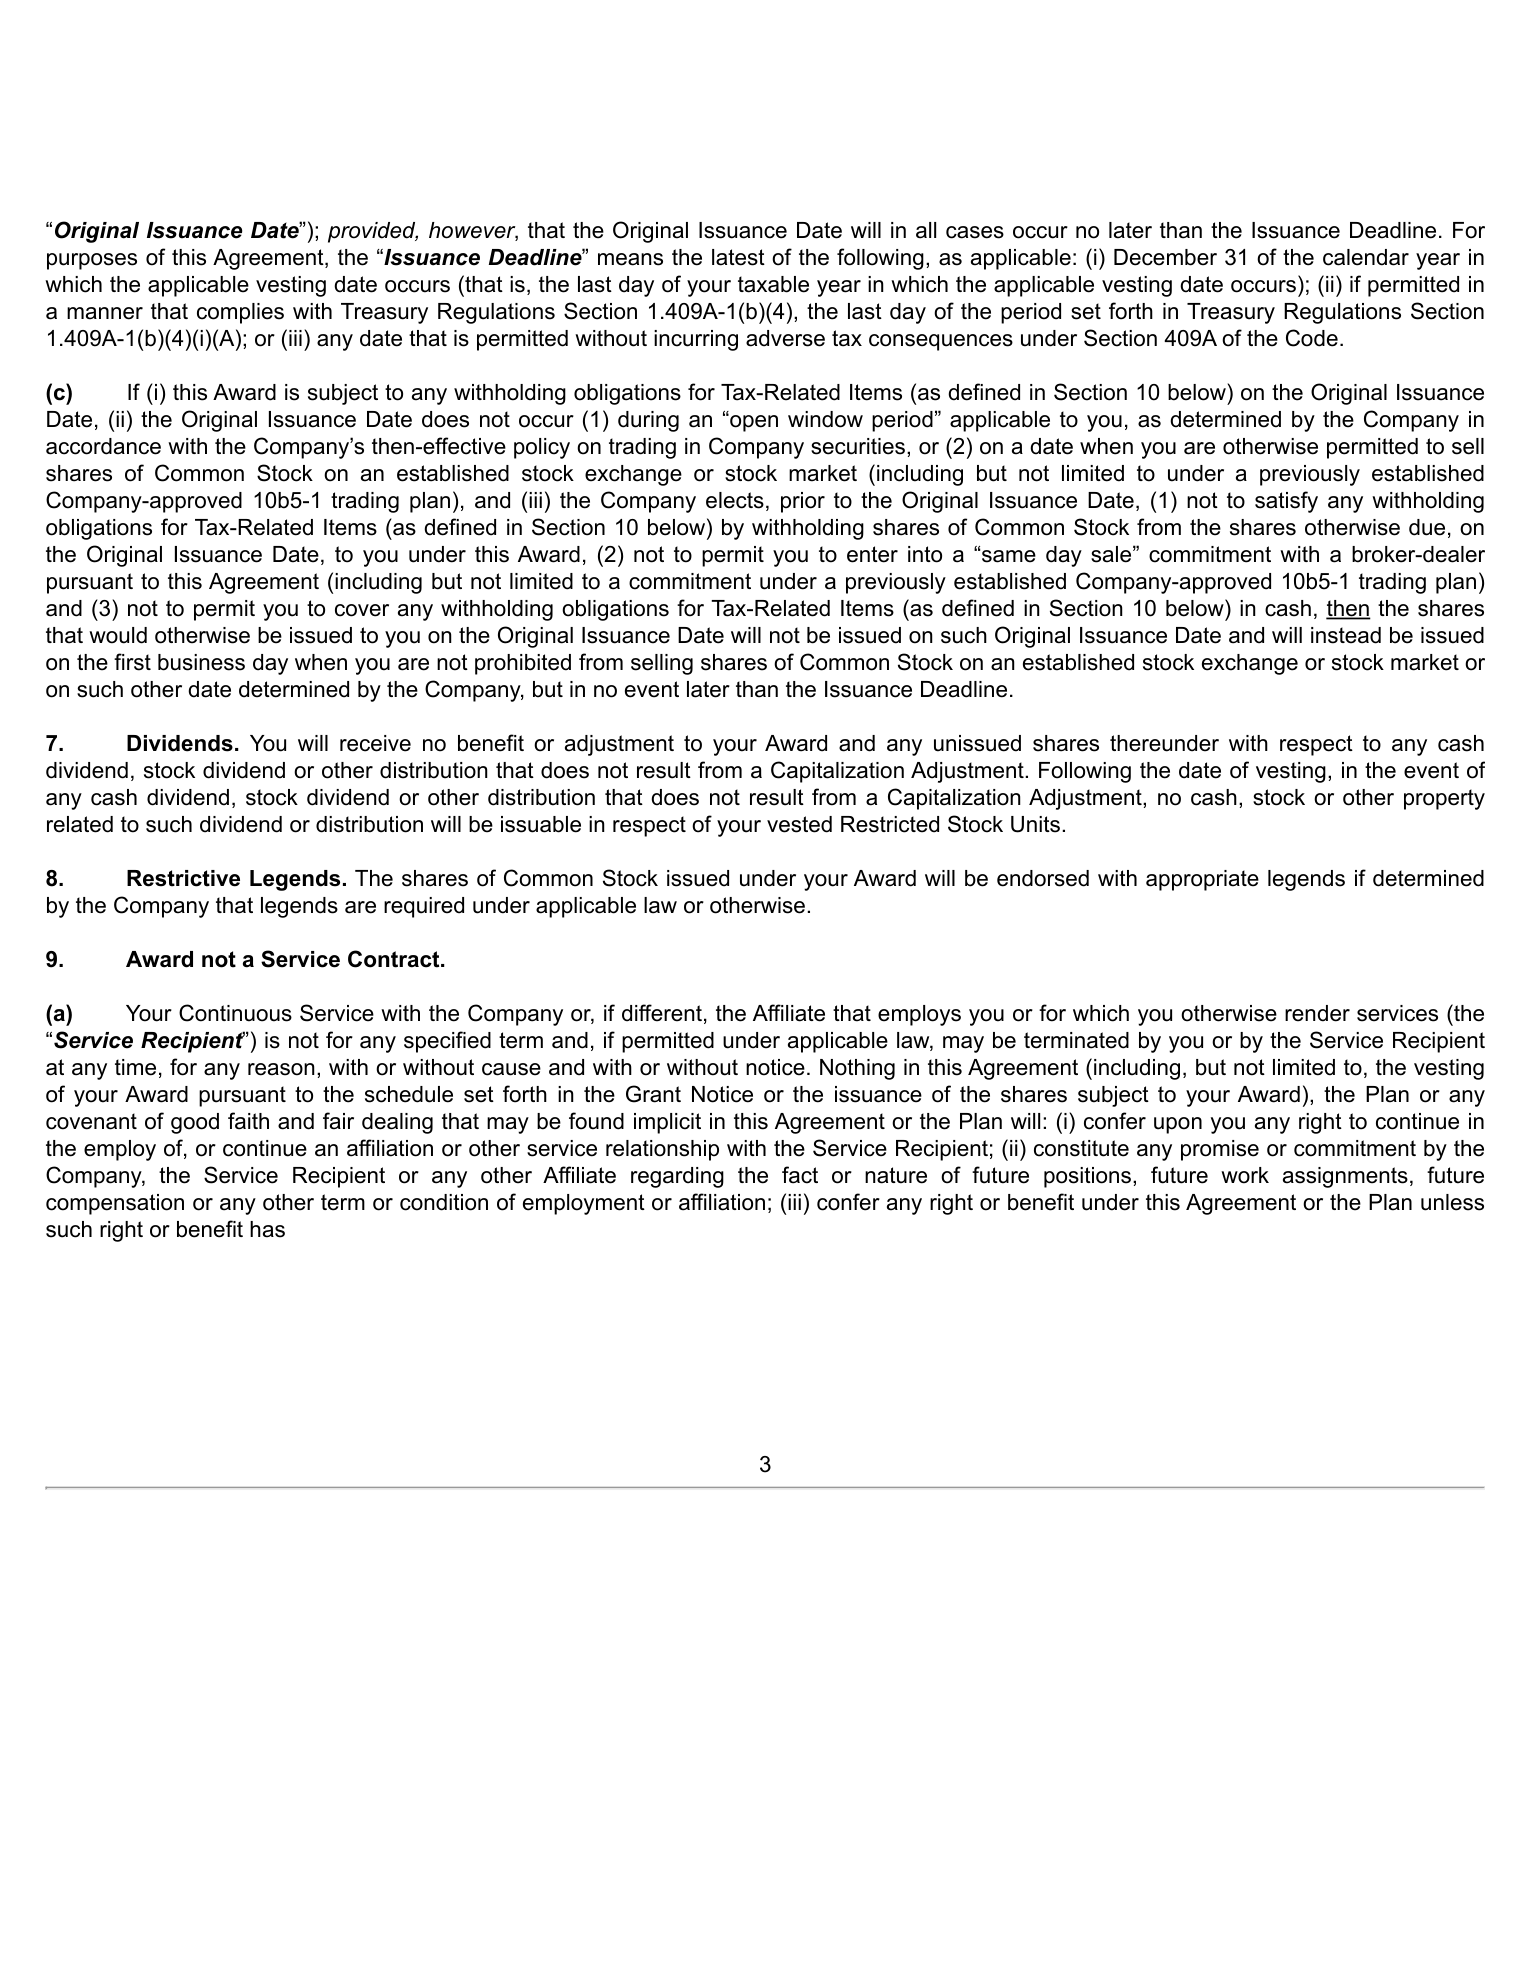 “Original Issuance Date”); provided, however, that the Original Issuance Date will in all cases occur no later than the Issuance Deadline. For
purposes of this Agreement, the “Issuance Deadline” means the latest of the following, as applicable: (i) December 31 of the calendar year in
which the applicable vesting date occurs (that is, the last day of your taxable year in which the applicable vesting date occurs); (ii) if permitted in
a manner that complies with Treasury Regulations Section 1.409A-1(b)(4), the last day of the period set forth in Treasury Regulations Section
1.409A-1(b)(4)(i)(A); or (iii) any date that is permitted without incurring adverse tax consequences under Section 409A of the Code.
(c) If (i) this Award is subject to any withholding obligations for Tax-Related Items (as defined in Section 10 below) on the Original Issuance
Date, (ii) the Original Issuance Date does not occur (1) during an “open window period” applicable to you, as determined by the Company in
accordance with the Company’s then-effective policy on trading in Company securities, or (2) on a date when you are otherwise permitted to sell
shares of Common Stock on an established stock exchange or stock market (including but not limited to under a previously established
Company-approved 10b5-1 trading plan), and (iii) the Company elects, prior to the Original Issuance Date, (1) not to satisfy any withholding
obligations for Tax-Related Items (as defined in Section 10 below) by withholding shares of Common Stock from the shares otherwise due, on
the Original Issuance Date, to you under this Award, (2) not to permit you to enter into a “same day sale” commitment with a broker-dealer
pursuant to this Agreement (including but not limited to a commitment under a previously established Company-approved 10b5-1 trading plan)
and (3) not to permit you to cover any withholding obligations for Tax-Related Items (as defined in Section 10 below) in cash, then the shares
that would otherwise be issued to you on the Original Issuance Date will not be issued on such Original Issuance Date and will instead be issued
on the first business day when you are not prohibited from selling shares of Common Stock on an established stock exchange or stock market or
on such other date determined by the Company, but in no event later than the Issuance Deadline.
7. Dividends. You will receive no benefit or adjustment to your Award and any unissued shares thereunder with respect to any cash
dividend, stock dividend or other distribution that does not result from a Capitalization Adjustment. Following the date of vesting, in the event of
any cash dividend, stock dividend or other distribution that does not result from a Capitalization Adjustment, no cash, stock or other property
related to such dividend or distribution will be issuable in respect of your vested Restricted Stock Units.
8. Restrictive Legends. The shares of Common Stock issued under your Award will be endorsed with appropriate legends if determined
by the Company that legends are required under applicable law or otherwise.
9. Award not a Service Contract.
(a) Your Continuous Service with the Company or, if different, the Affiliate that employs you or for which you otherwise render services (the
“Service Recipient”) is not for any specified term and, if permitted under applicable law, may be terminated by you or by the Service Recipient
at any time, for any reason, with or without cause and with or without notice. Nothing in this Agreement (including, but not limited to, the vesting
of your Award pursuant to the schedule set forth in the Grant Notice or the issuance of the shares subject to your Award), the Plan or any
covenant of good faith and fair dealing that may be found implicit in this Agreement or the Plan will: (i) confer upon you any right to continue in
the employ of, or continue an affiliation or other service relationship with the Service Recipient; (ii) constitute any promise or commitment by the
Company, the Service Recipient or any other Affiliate regarding the fact or nature of future positions, future work assignments, future
compensation or any other term or condition of employment or affiliation; (iii) confer any right or benefit under this Agreement or the Plan unless
such right or benefit has
3